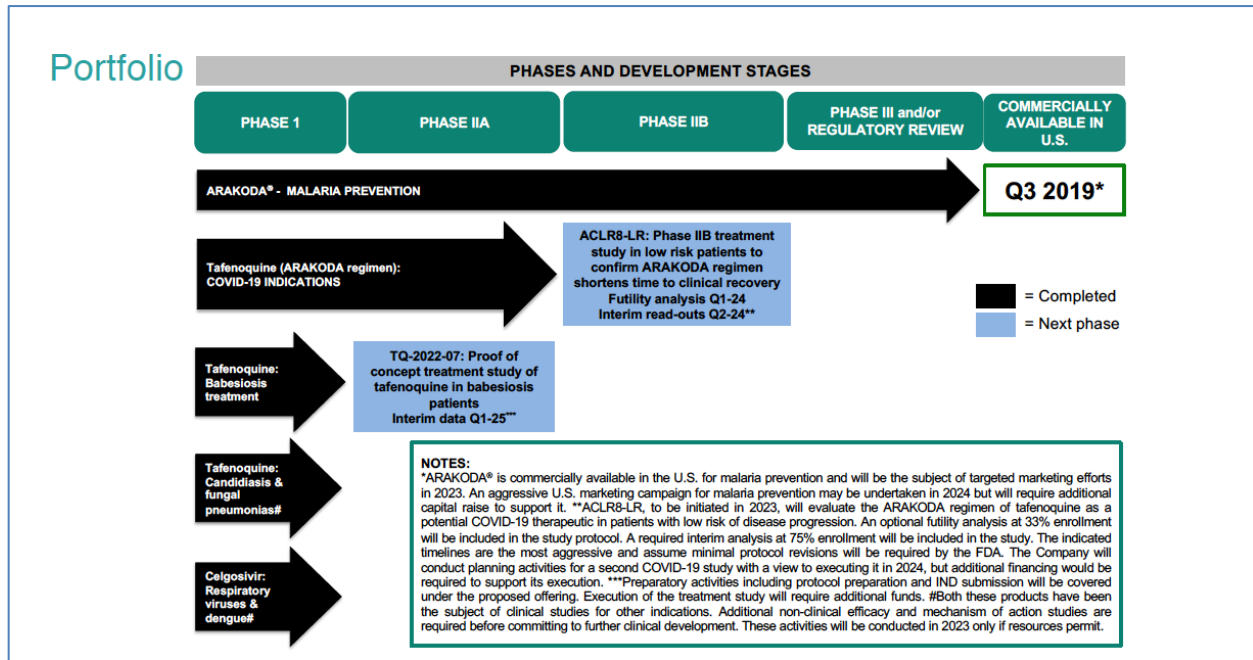 Portfolio
PHASES AND DEVELOPMENT STAGES
PHASE 1
PHASE IIA
PHASE IIB
PHASE III and/or
REGULATORY REVIEW
COMMERCIALLY
AVAILABLE IN
U.S.
ARAKODA® - MALARIA PREVENTION
Q3 2019*
Tafenoquine (ARAKODA regimen):
COVID-19 INDICATIONS
ACLR8-LR: Phase IIB treatment
study in low risk patients to
confirm ARAKODA regimen
shortens time to clinical recovery
Futility analysis Q1-24
Interim read-outs Q2-24**
= Completed
= Next phase
Tafenoquine:
Babesiosis
treatment
TQ-2022-07: Proof of
concept treatment study of
tafenoquine in babesiosis
patients
Interim data Q1-25***
Tafenoquine:
Candidiasis &
fungal
pneumonias#
Celgosivir:
Respiratory
viruses &
dengue#
NOTES:
*ARAKODA® is commercially available in the U.S. for malaria prevention and will be the subject of targeted marketing efforts
in 2023. An aggressive U.S. marketing campaign for malaria prevention may be undertaken in 2024 but will require additional
capital raise to support it. **ACLR8-LR, to be initiated in 2023, will evaluate the ARAKODA regimen of tafenoquine as a
potential COVID-19 therapeutic in patients with low risk of disease progression. An optional futility analysis at 33% enrollment
will be included in the study protocol. A required interim analysis at 75% enrollment will be included in the study. The indicated
timelines are the most aggressive and assume minimal protocol revisions will be required by the FDA. The Company will
conduct planning activities for a second COVID-19 study with a view to executing it in 2024, but additional financing would be
required to support its execution. ***Preparatory activities including protocol preparation and IND submission will be covered
under the proposed offering. Execution of the treatment study will require additional funds. #Both these products have been
the subject of clinical studies for other indications. Additional non-clinical efficacy and mechanism of action studies are
required before committing to further clinical development. These activities will be conducted in 2023 only if resources permit.